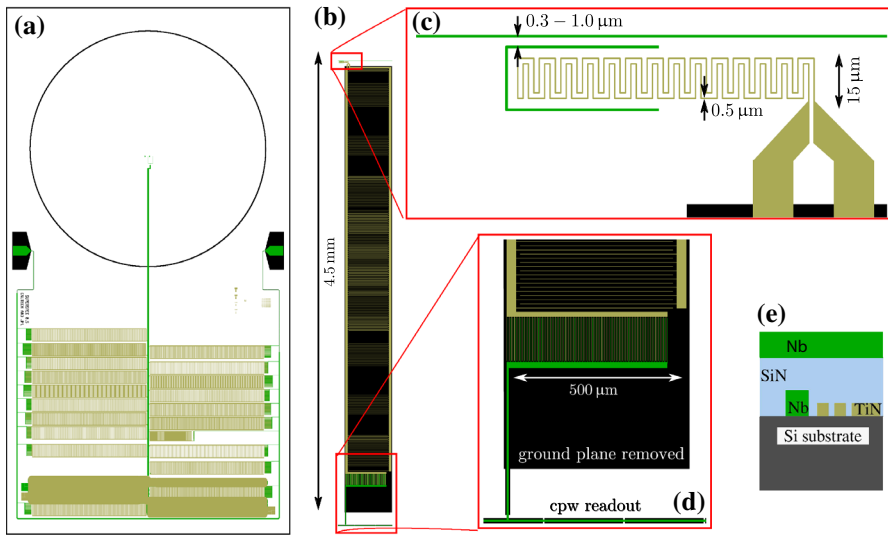 (a)
(b)
4.5 mm
(c)
0.3 − 1.0 μm
0.5 μm
15 μm
500 μm
ground plane removed
cpw readout
(d)
(e)
Nb
SiN
Nb
TiN
Si substrate